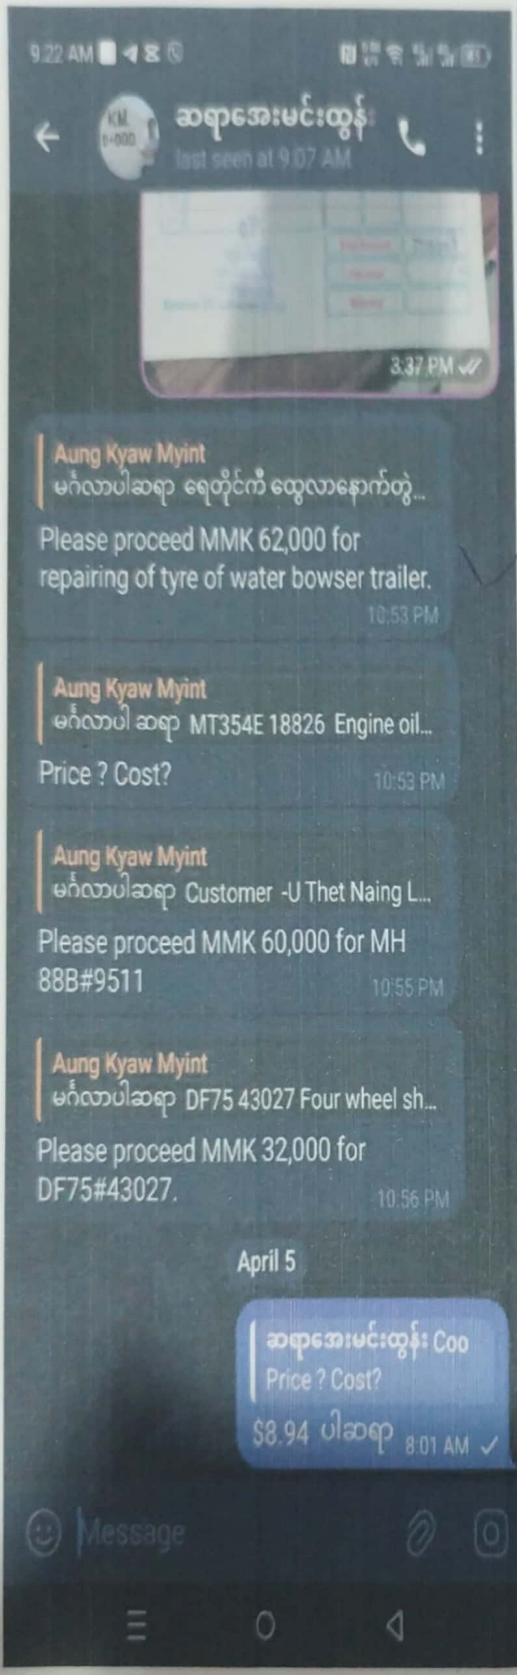 9:22 AM
ဆရာအေးမင်းထွန်း
last seen at 9:07 AM
3:37 PM
Aung Kyaw Myint
မင်္ဂလာပါဆရာ ရေတိုင်ကီ ထွေလာနောက်တွဲ...
Please proceed MMK 62,000 for
repairing of tyre of water bowser trailer.
10:53 PM
Aung Kyaw Myint
မင်္ဂလာပါ ဆရာ MT354E 18826 Engine oil...
Price ? Cost?
10:53 PM
Aung Kyaw Myint
မင်္ဂလာပါဆရာ Customer -U Thet Naing L...
Please proceed MMK 60,000 for MH
88B#9511
10:55 PM
Aung Kyaw Myint
မင်္ဂလာပါဆရာ DF75 43027 Four wheel sh...
Please proceed MMK 32,000 for
DF75#43027.
10:56 PM
April 5
ဆရာအေးမင်းထွန်း Coo
Price ? Cost?
$8.94 ပါဆရာ 8:01 AM
Message